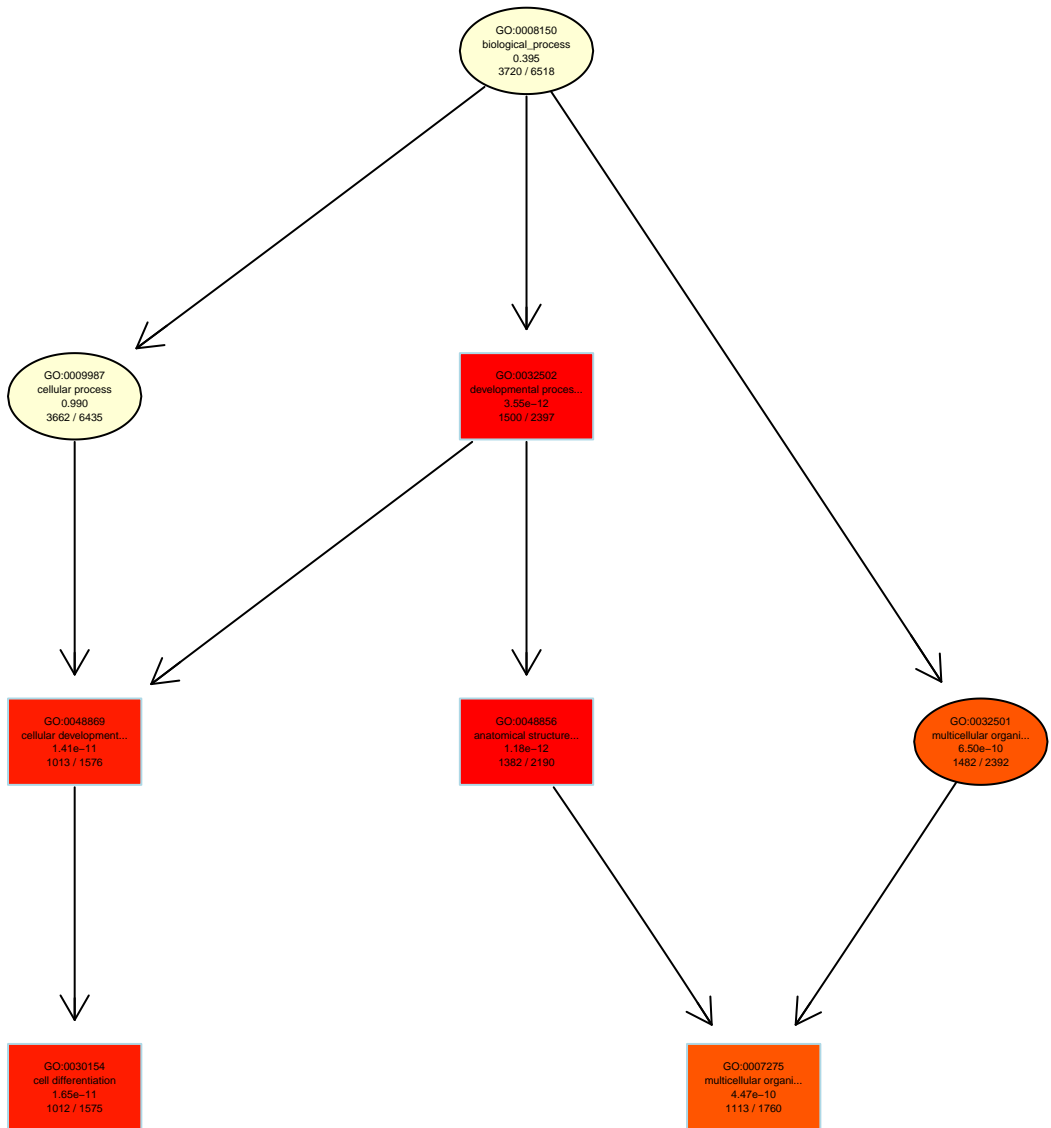 GO:0008150
biological_process
0.395
3720 / 6518
GO:0009987
cellular process
0.990
3662 / 6435
GO:0032502
developmental proces...
3.55e−12
1500 / 2397
GO:0048869
cellular development...
1.41e−11
1013 / 1576
GO:0048856
anatomical structure...
1.18e−12
1382 / 2190
GO:0032501
multicellular organi...
6.50e−10
1482 / 2392
GO:0030154
cell differentiation
1.65e−11
1012 / 1575
GO:0007275
multicellular organi...
4.47e−10
1113 / 1760